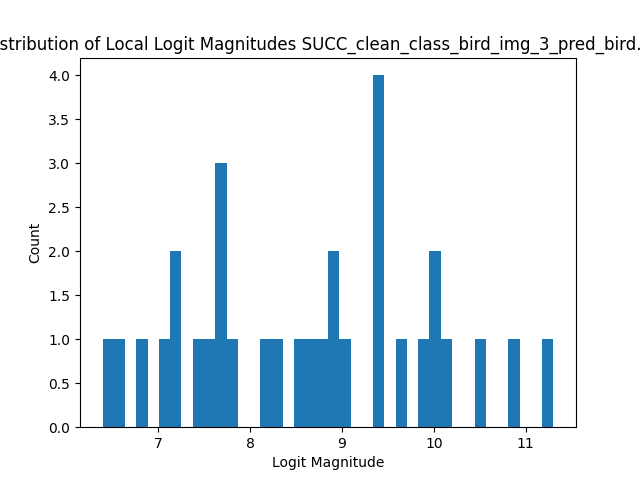 stribution of Local Logit Magnitudes SUCC_clean_class_bird_img_3_pred_bird.
4.0
3.5
3.0
2.5
2.0
1.5
1.0
0.5
0.0
Count
7 8 9 10 11
Logit Magnitude